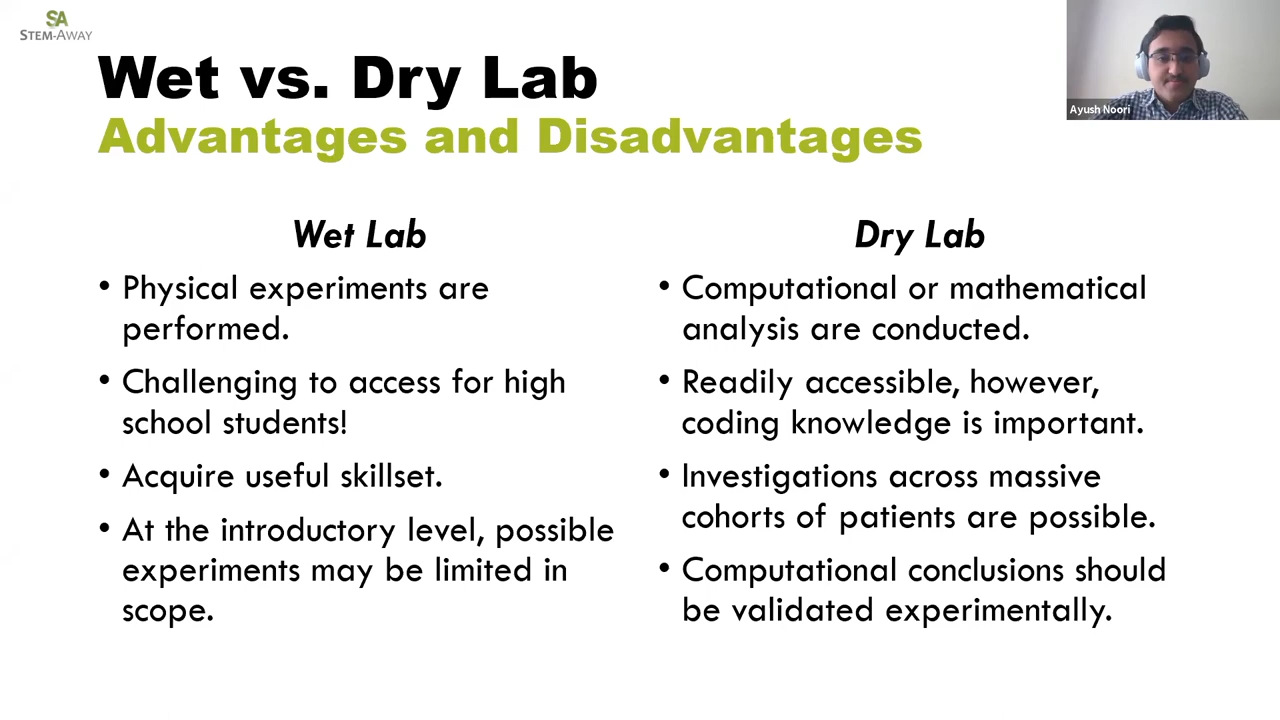 SA
STEM-AWAY
Wet vs. Dry Lab
Advantages and Disadvantages
Ayush Noori
Wet Lab
• Physical experiments are
performed.
• Challenging to access for high
school students!
• Acquire useful skillset.
• At the introductory level, possible
experiments may be limited in
scope.
Dry Lab
• Computational or mathematical
analysis are conducted.
• Readily accessible, however,
coding knowledge is important.
• Investigations across massive
cohorts of patients are possible.
• Computational conclusions should
be validated experimentally.